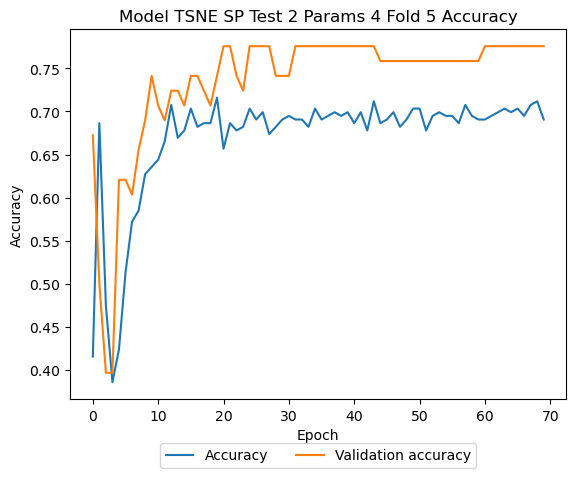 Model TSNE SP Test 2 Params 4 Fold 5 Accuracy
0.75
0.70
0.65
0.60
0.55
0.50
0.45
0.40
Accuracy
0 10 20 30 40 50 60 70
Epoch
Accuracy Validation accuracy